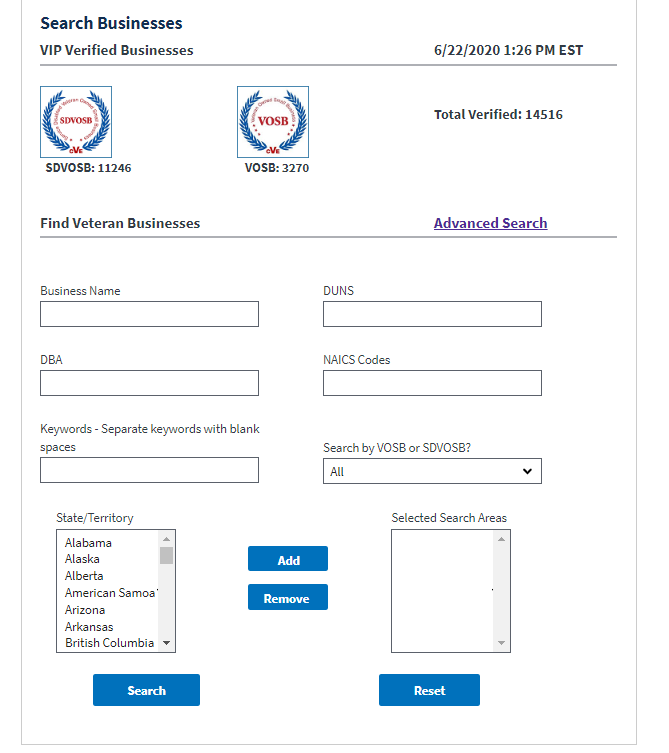 Search Businesses
VIP Verified Businesses
6/22/2020 1:26 PM EST
SDVOSB
CVE
VOSB
CVE
Total Verified: 14516
SDVOSB: 11246
VOSB: 3270
Find Veteran Businesses
Advanced Search
Business Name
DUNS
DBA
NAICS Codes
Keywords - Separate keywords with blank
spaces
Search by VOSB or SDVOSB?
All
State/Territory
Selected Search Areas
Alabama
Alaska
Alberta
American Samoa
Arizona
Arkansas
British Columbia
Add
Remove
Search
Reset